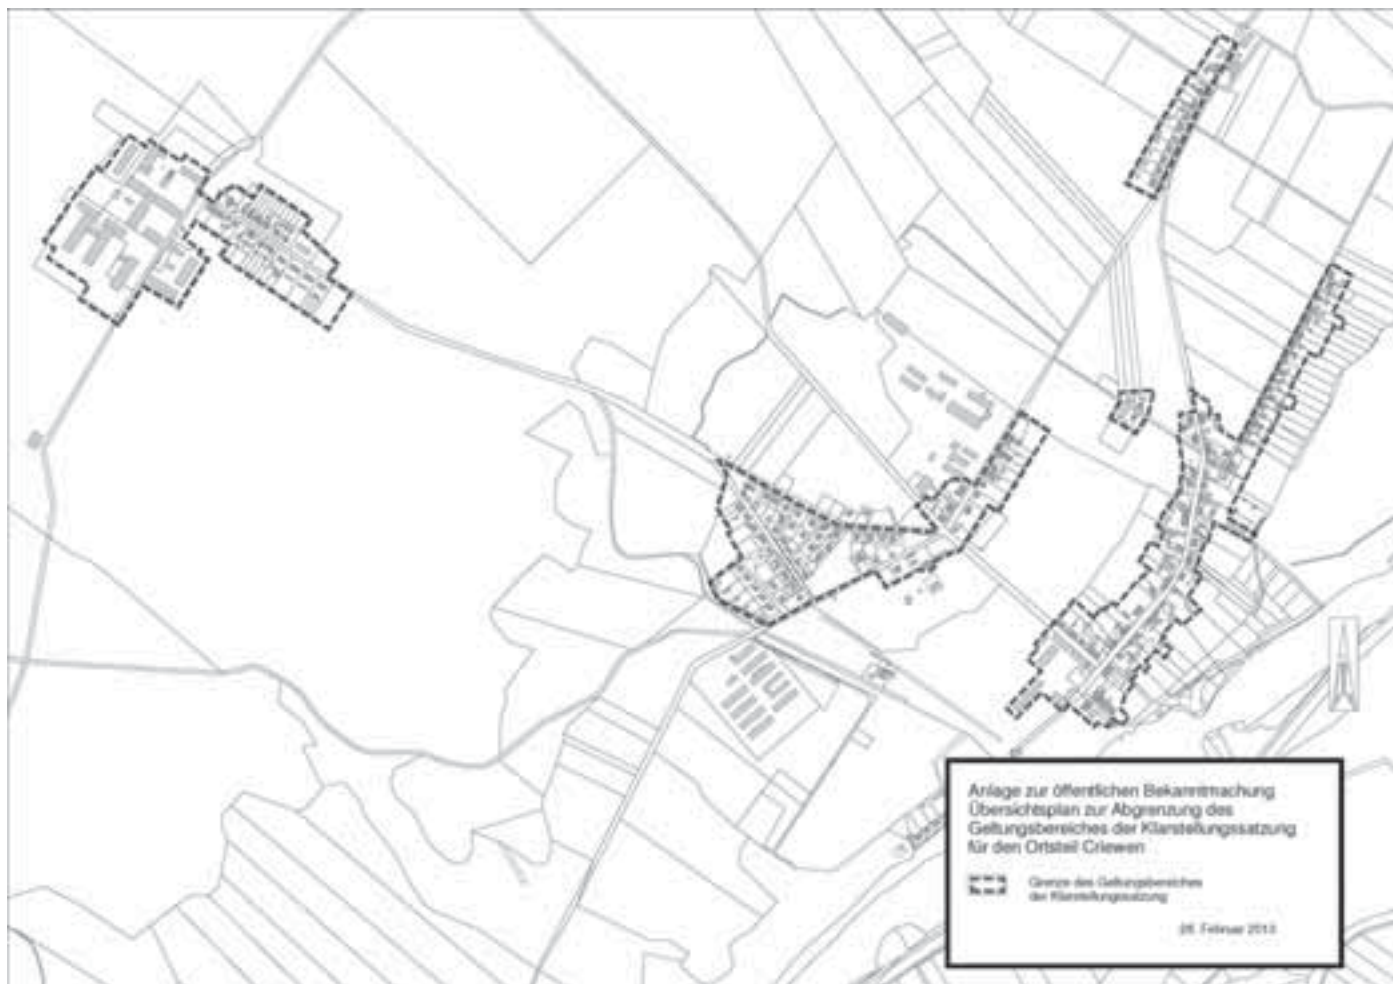 Anlage zur öffentlichen Bekanntmachung
Übersichtsplan zur Abgrenzung des
Geltungsbereiches der Klarstellungssatzung
für den Ortsteil Criewen
Grenze des Geltungsbereiches
der Klarstellungssatzung
Februar 2013